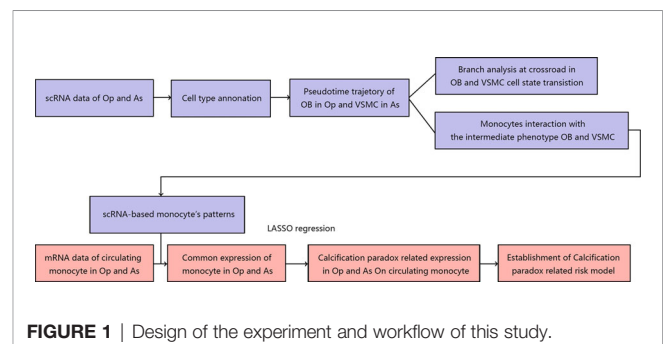 scRNA data of Op and As
Cell type annonation
Pseudotime trajetory of
OB in Op and VSMC in As
Branch analysis at crossroad in
OB and VSMC cell state transtition
Monocytes interaction with
the intermediate phenotype OB and VSMC
scRNA-based monocyte's patterns
LASSO regression
mRNA data of circulating
monocyte in Op and As
Common expression of
monocyte in Op and As
Calcification paradox related expression
in Op and As On circulating monocyte
Establishment of Calcification
paradox related risk model
FIGURE 1 | Design of the experiment and workflow of this study.